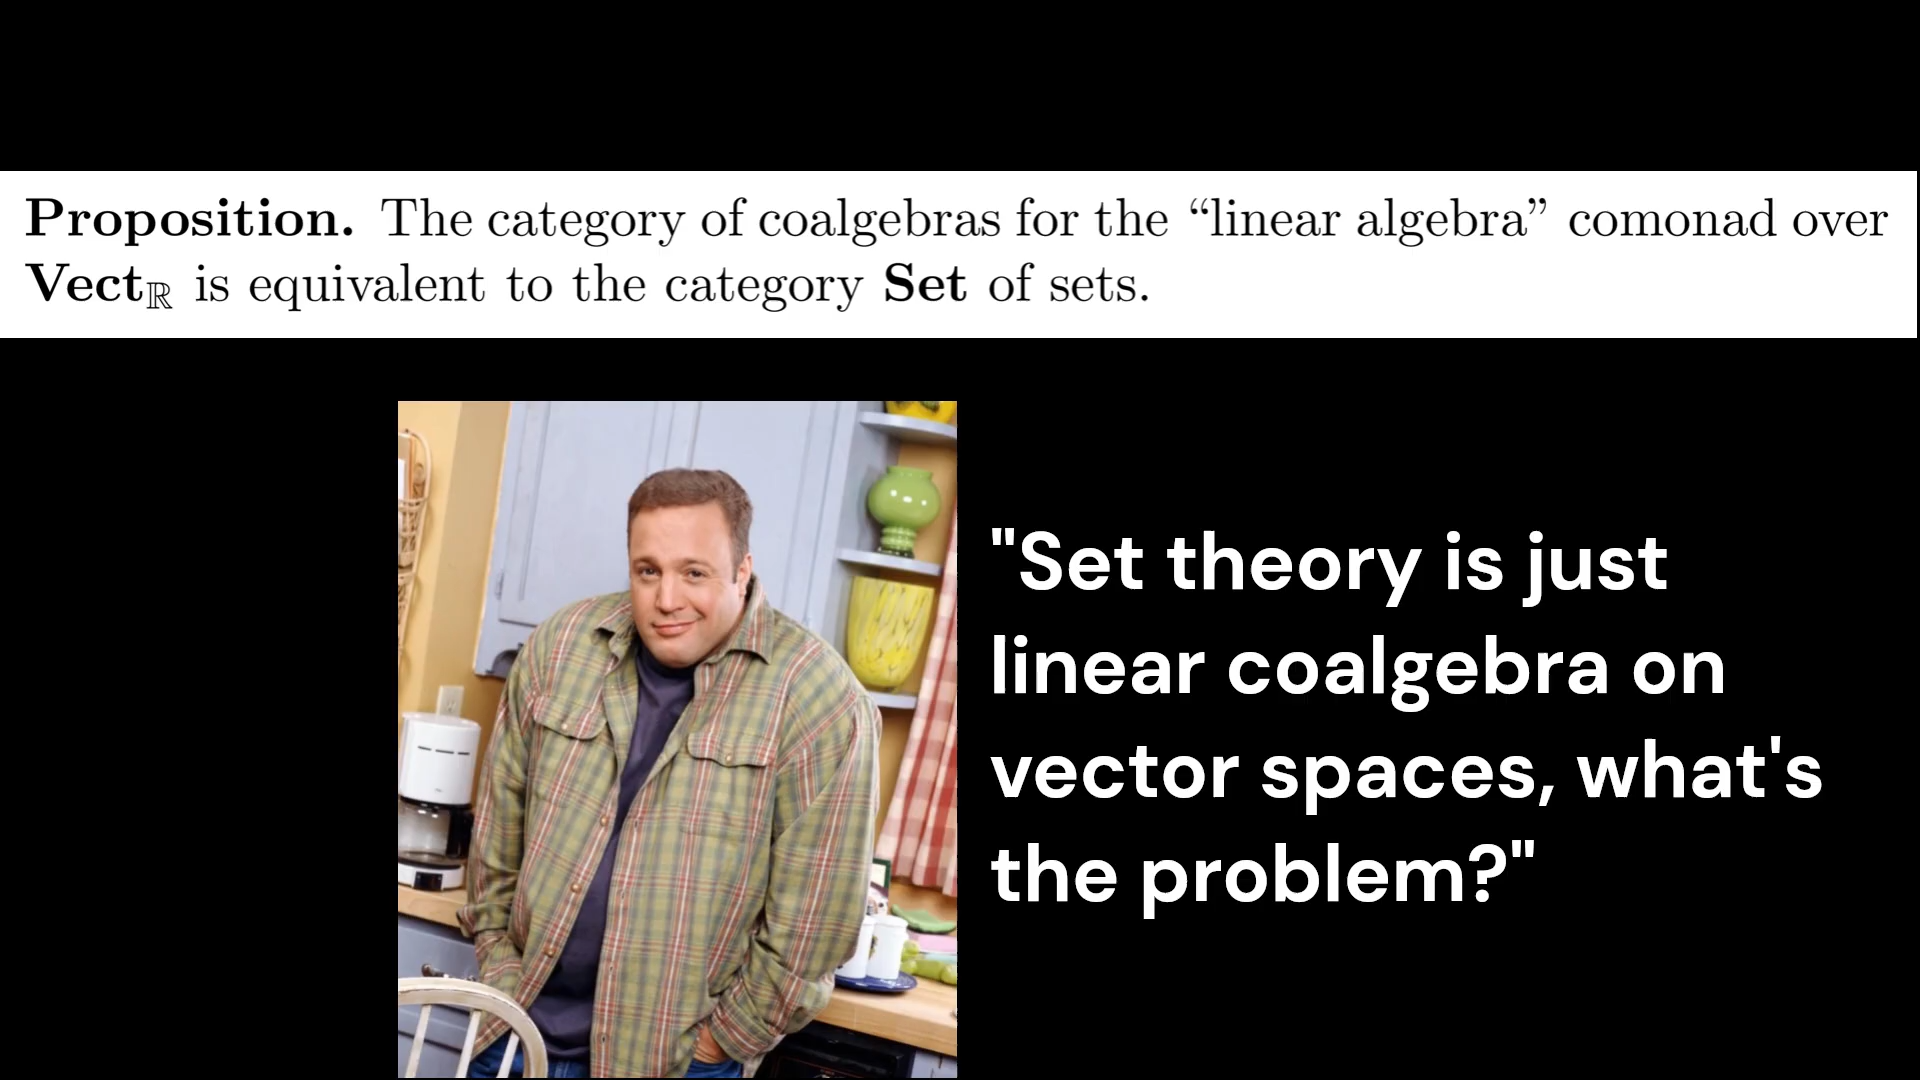 Proposition. The category of coalgebras for the “linear algebra” comonad over
Vectℝ is equivalent to the category Set of sets.
"Set theory is just
linear coalgebra on
vector spaces, what's
the problem?"